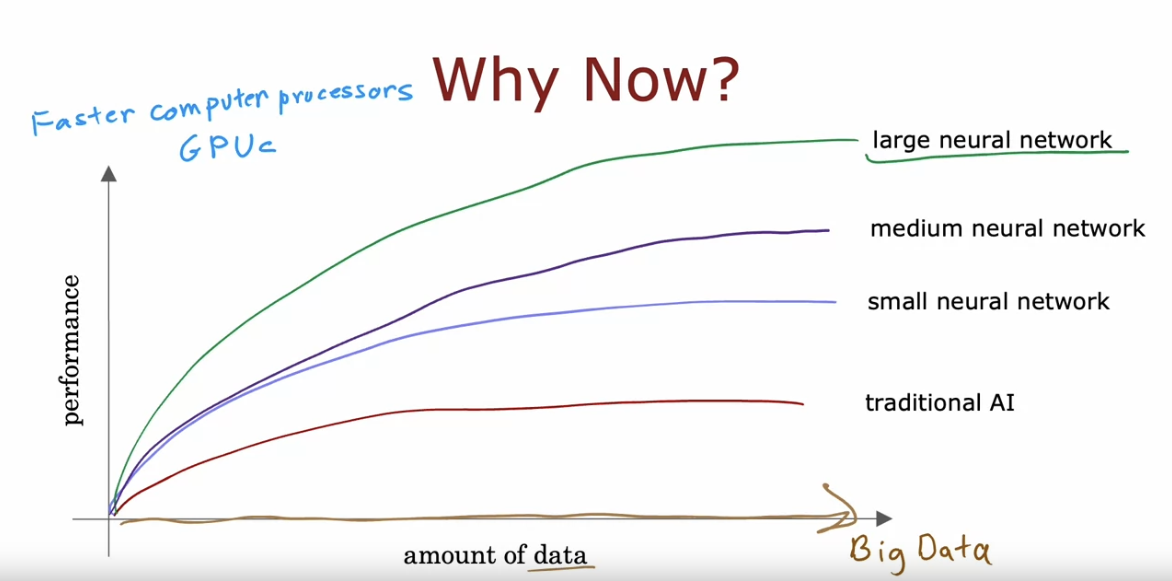 Why Now?
Faster computer processors
GPUs
large neural network
medium neural network
small neural network
traditional AI
performance
amount of data
Big Data